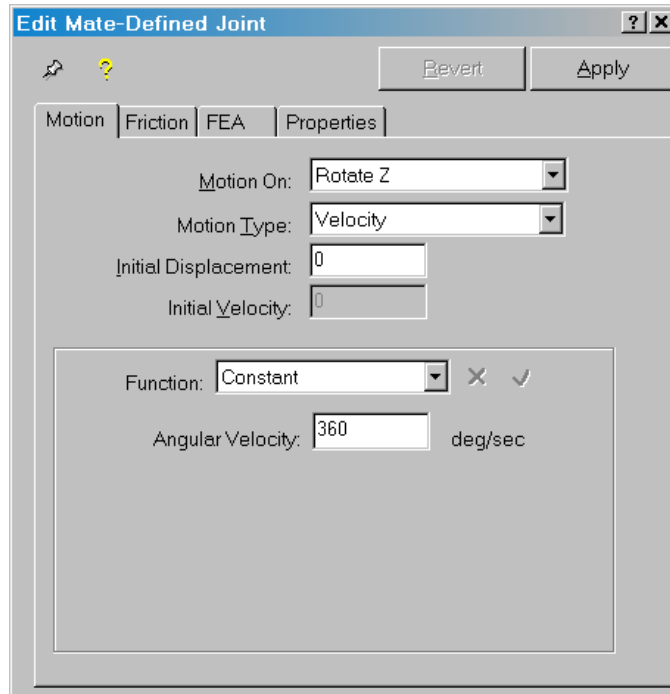 Edit Mate-Defined Joint
Revert Apply
Motion Friction FEA Properties
Motion On: Rotate Z
Motion Type: Velocity
Initial Displacement: 0
Initial Velocity: 0
Function: Constant
Angular Velocity: 360 deg/sec